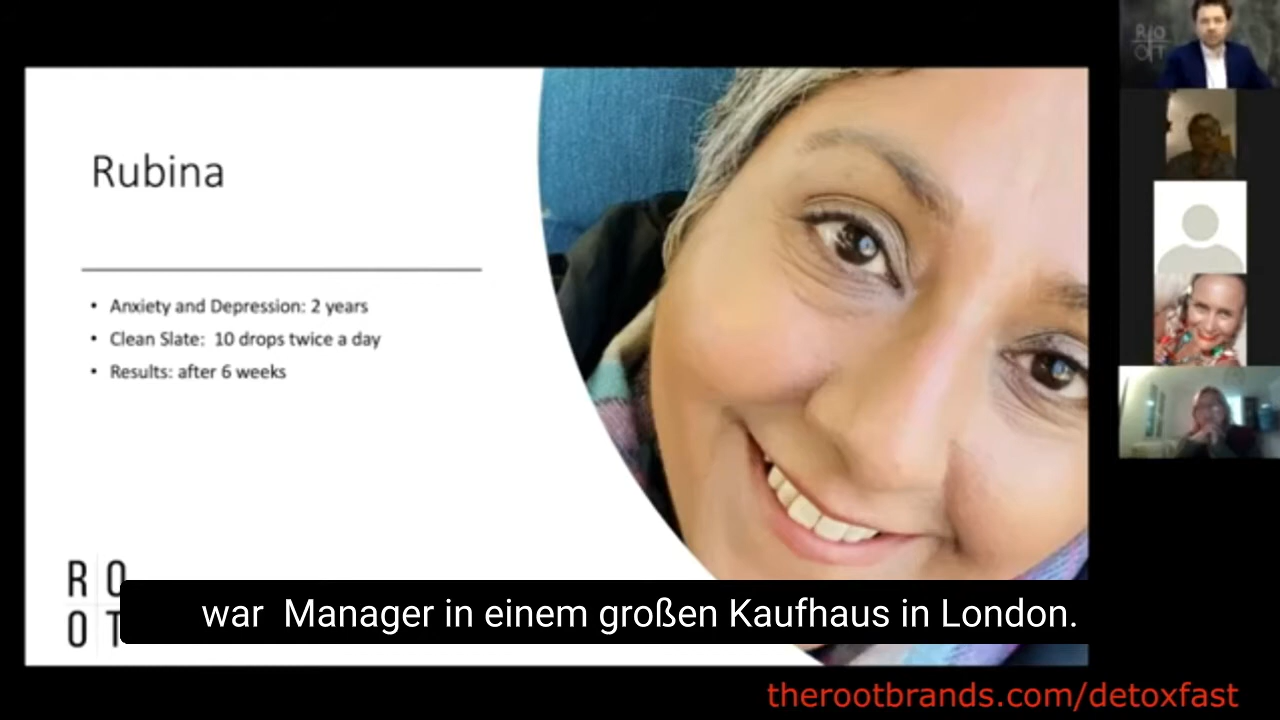 Rubina
• Anxiety and Depression: 2 years
• Clean Slate: 10 drops twice a day
• Results: after 6 weeks
R O
O T
war Manager in einem großen Kaufhaus in London.
therootbrands.com/detoxfast
R O
O T